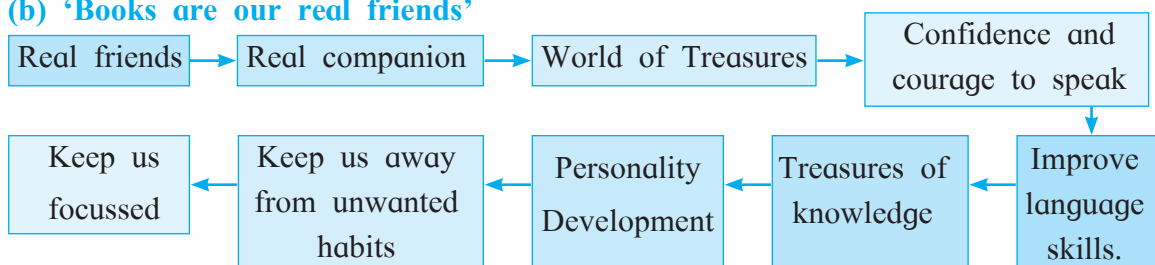 (b) ‘Books are our real friends’
Real friends
Real companion
World of Treasures
Confidence and
courage to speak
Improve
language
skills.
Treasures of
knowledge
Personality
Development
Keep us away
from unwanted
habits
Keep us
focussed